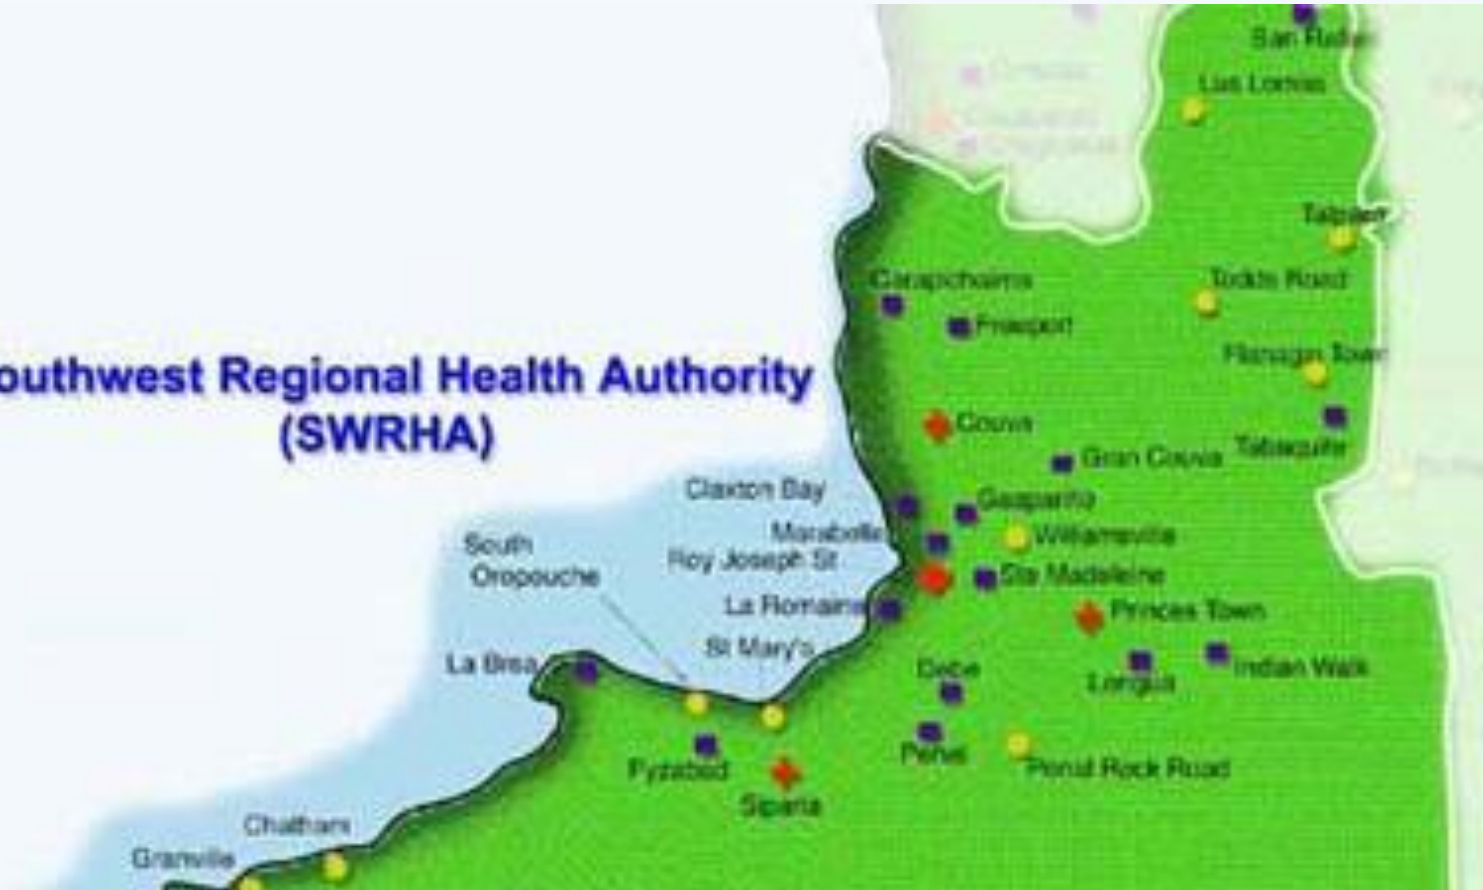 San Rafael
Las Lomas
Talparo
Carapichaima
Todds Road
Freeport
Flanagin Town
outhwest Regional Health Authority
(SWRHA)
Couva
Gran Couva
Tabaquite
Claxton Bay
Gasparillo
Marabella
Williamsville
South
Oropouche
Roy Joseph St
Ste Madeleine
La Romaine
Princes Town
St Mary's
La Brea
Debe
Lengua
Indian Walk
Penal
Fyzabad
Penal Rock Road
Siparia
Chatham
Granville